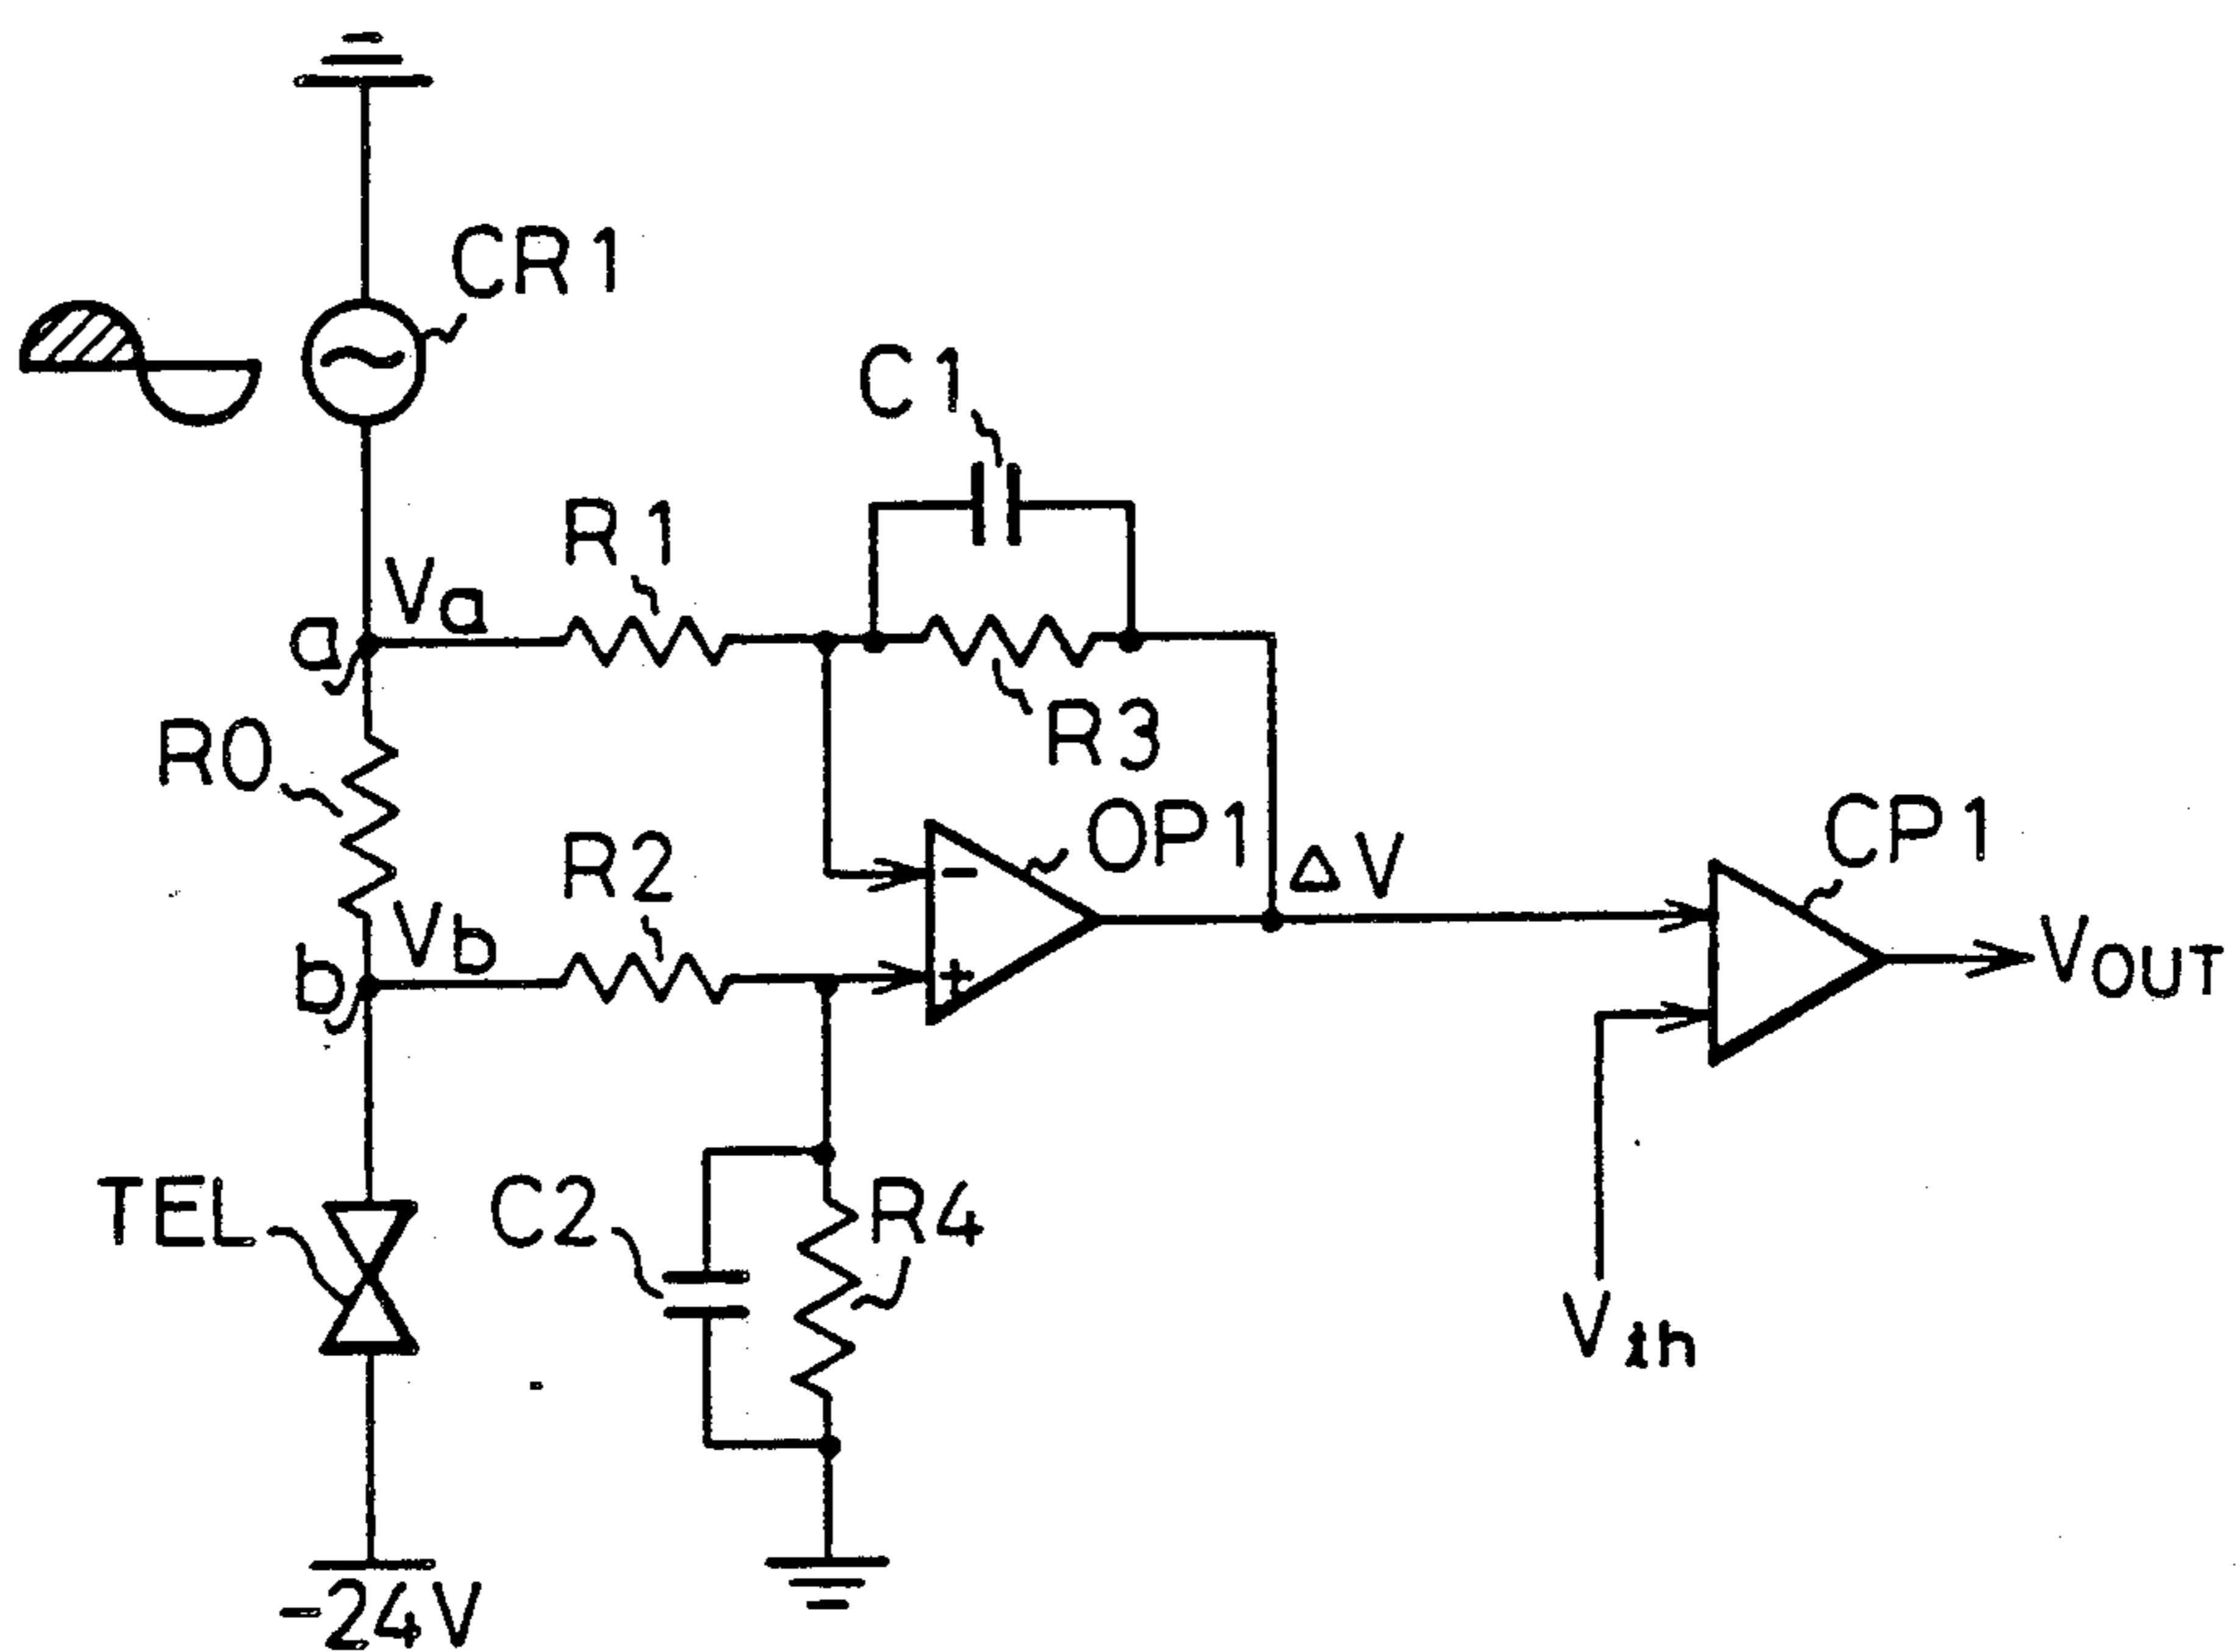 CR1
C1
R1
Va
a
R3
R0
OP1
CP1
R2
ΔV
Vb
b
-
+
VOUT
TEL
C2
R4
Vth
-24V